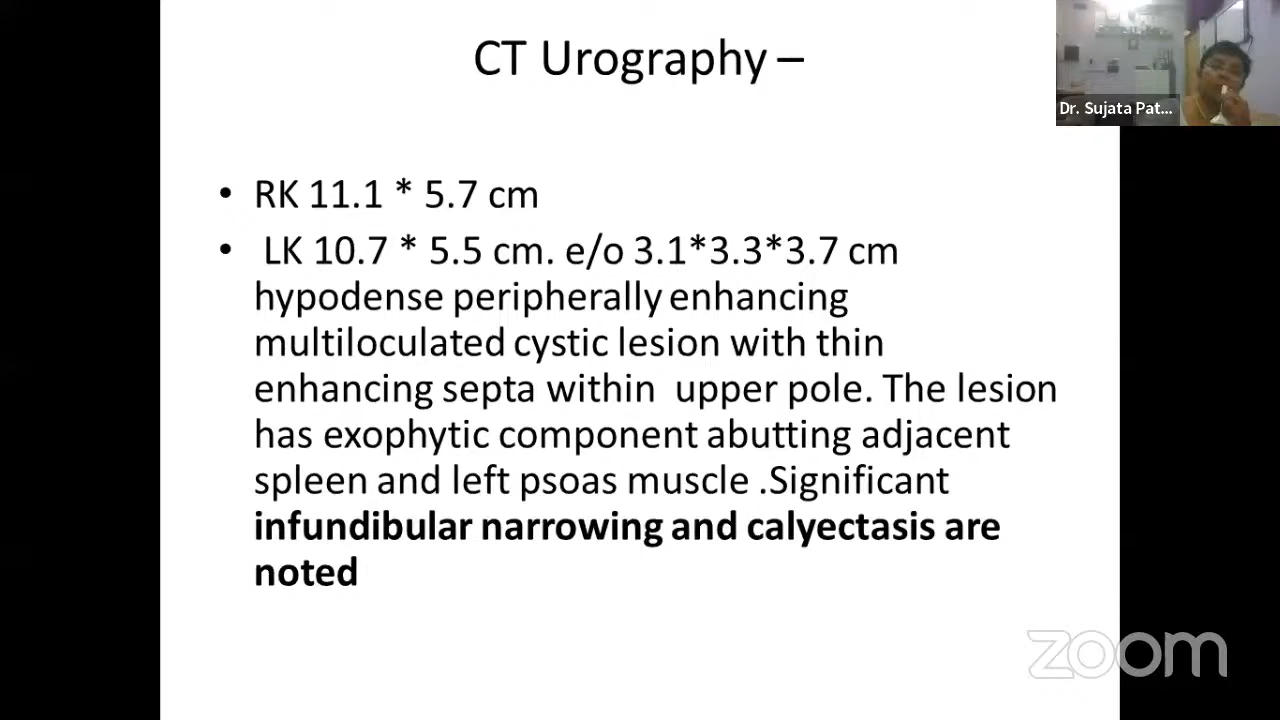 CT Urography –
Dr. Sujata Pat...
• RK 11.1 * 5.7 cm
• LK 10.7 * 5.5 cm. e/o 3.1*3.3*3.7 cm
hypodense peripherally enhancing
multiloculated cystic lesion with thin
enhancing septa within upper pole. The lesion
has exophytic component abutting adjacent
spleen and left psoas muscle .Significant
infundibular narrowing and calyectasis are
noted
zoom